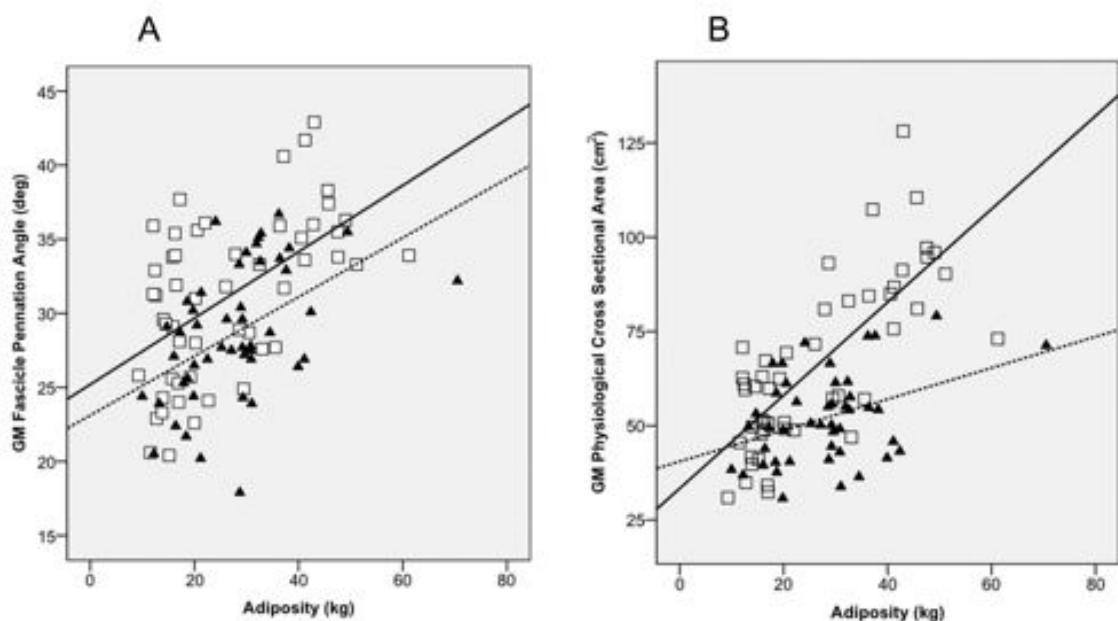 A
GM Fascicle Pennation Angle (deg)
45
40
35
30
25
20
15
0 20 40 60 80
Adiposity (kg)
B
GM Physiological Cross Sectional Area (cm²)
125
100
75
50
25
0 20 40 60 80
Adiposity (kg)